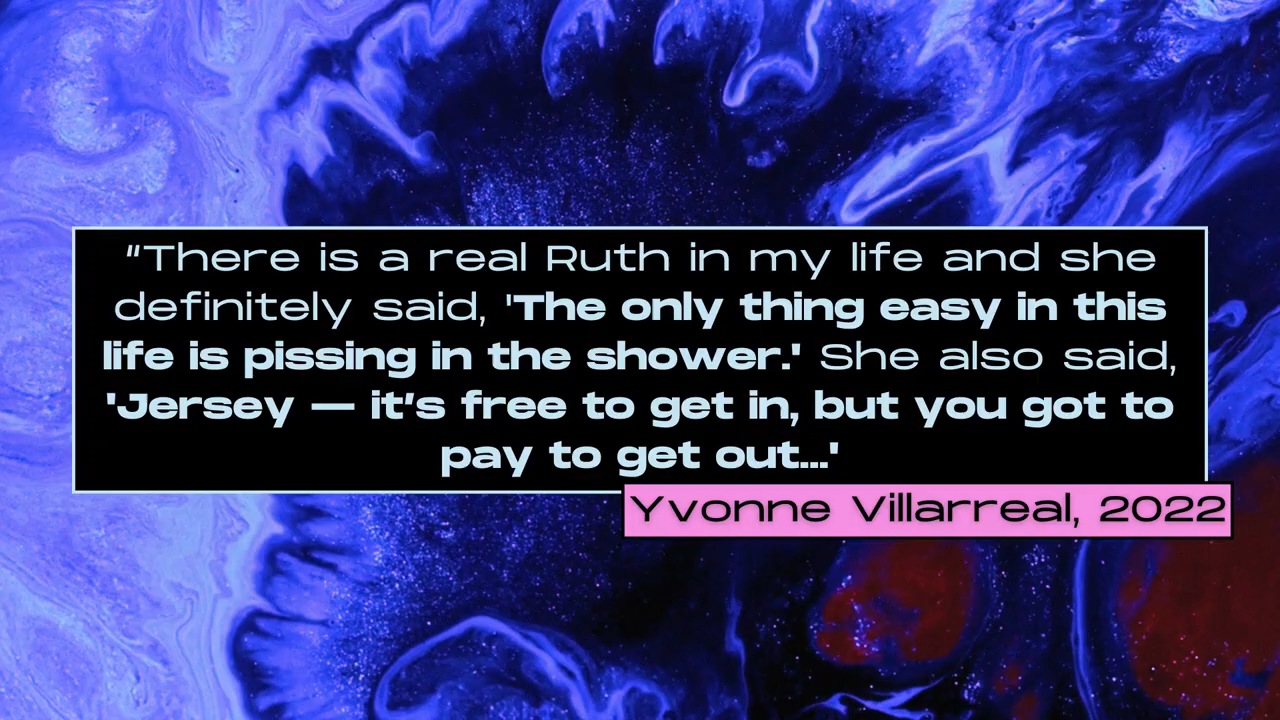 "There is a real Ruth in my life and she
definitely said, 'The only thing easy in this
life is pissing in the shower.' She also said,
'Jersey — it's free to get in, but you got to
pay to get out...'
Yvonne Villarreal, 2022